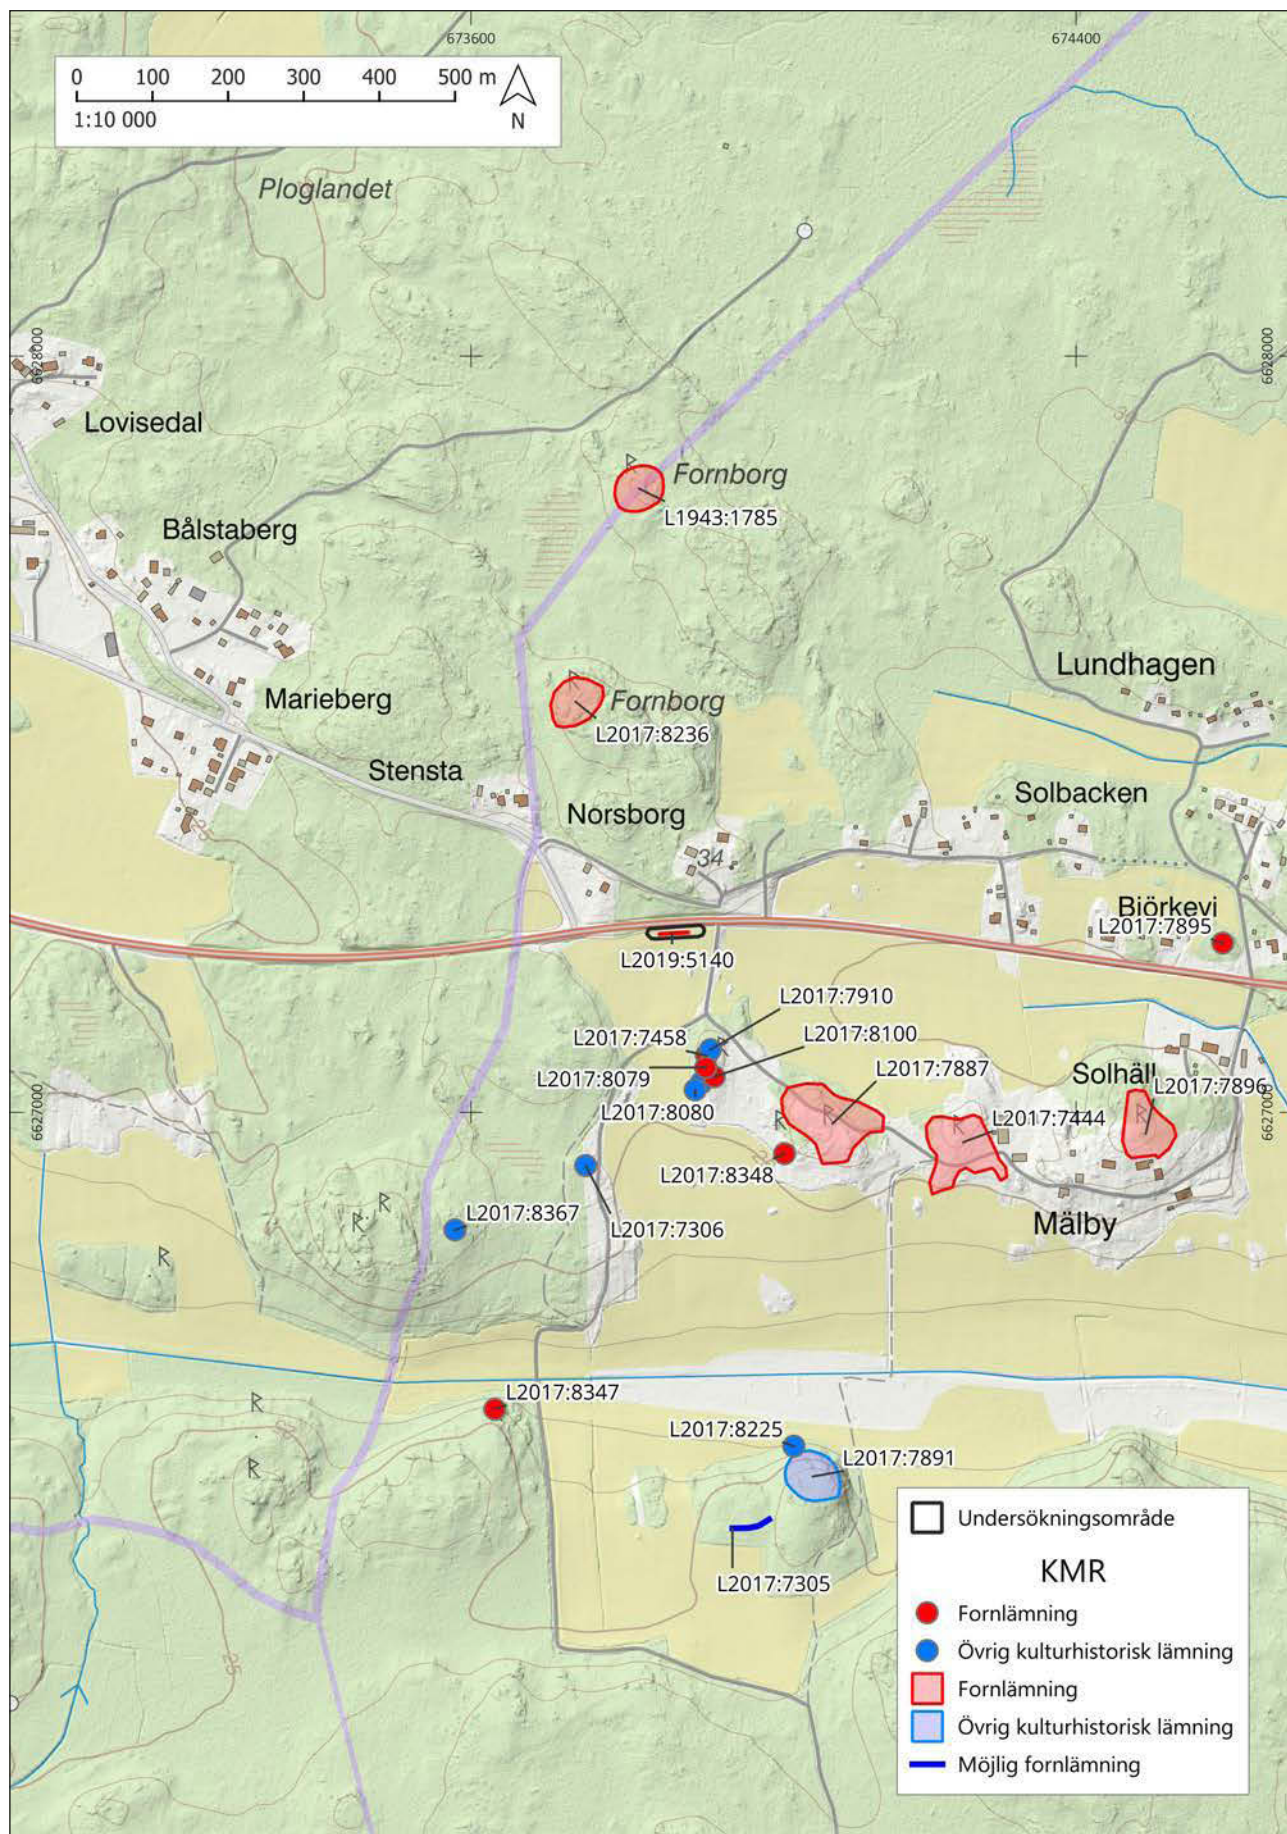 673600
674400
0 100 200 300 400 500 m
1:10 000
N
Ploglandet
6628000
6628000
Lovisedal
Fornborg
L1943:1785
Bålstaberg
Lundhagen
Marieberg
Fornborg
L2017:8236
Stensta
Solbacken
Norsborg
34
Björkevi
L2017:7895
L2019:5140
L2017:7910
L2017:7458
L2017:8100
L2017:8079
L2017:7887
Solhäll
L2017:7896
L2017:8080
6627000
6627000
L2017:7444
L2017:8348
L2017:8367
L2017:7306
Mälby
L2017:8347
L2017:8225
L2017:7891
L2017:7305
25
Undersökningsområde
KMR
Fornlämning
Övrig kulturhistorisk lämning
Fornlämning
Övrig kulturhistorisk lämning
Möjlig fornlämning